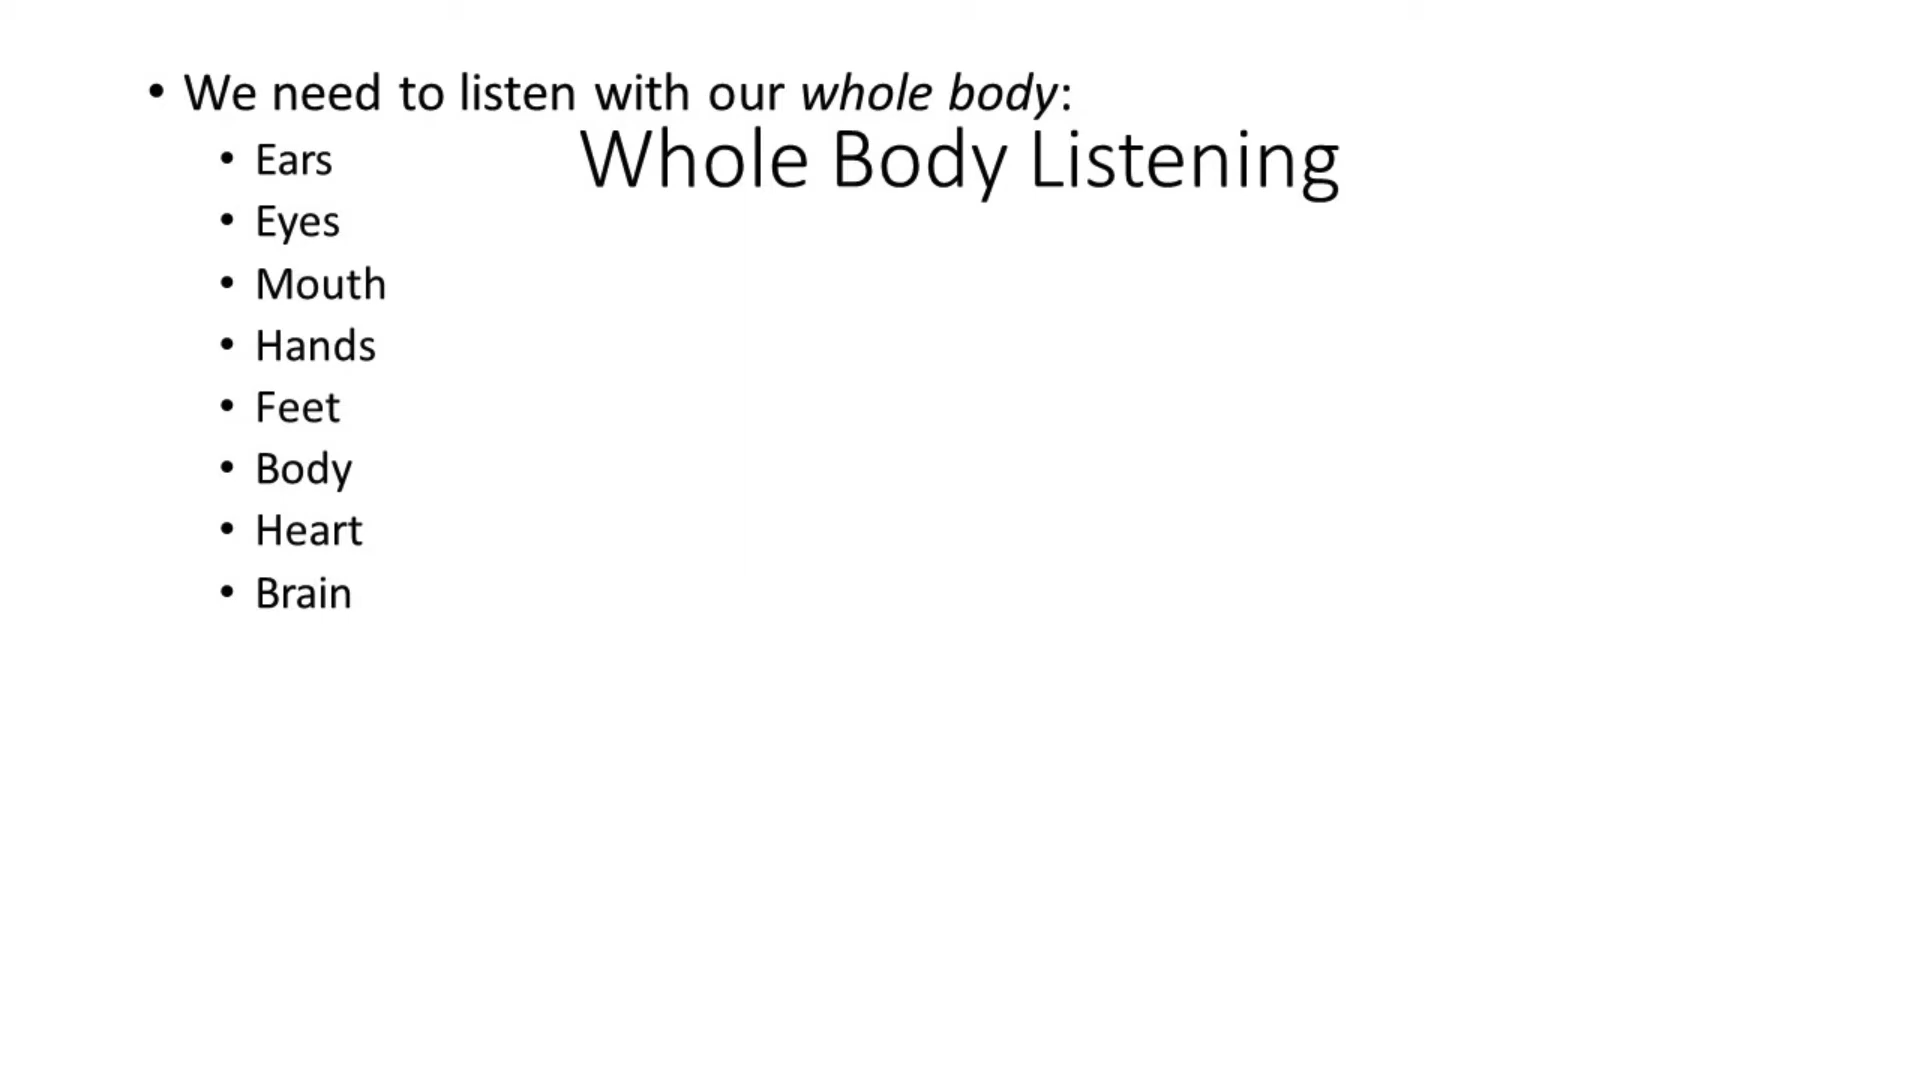 • We need to listen with our whole body:
Whole Body Listening
• Ears
• Eyes
• Mouth
• Hands
• Feet
• Body
• Heart
• Brain